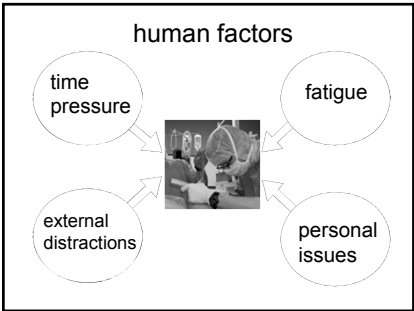 human factors
time
pressure
fatigue
external
distractions
personal
issues